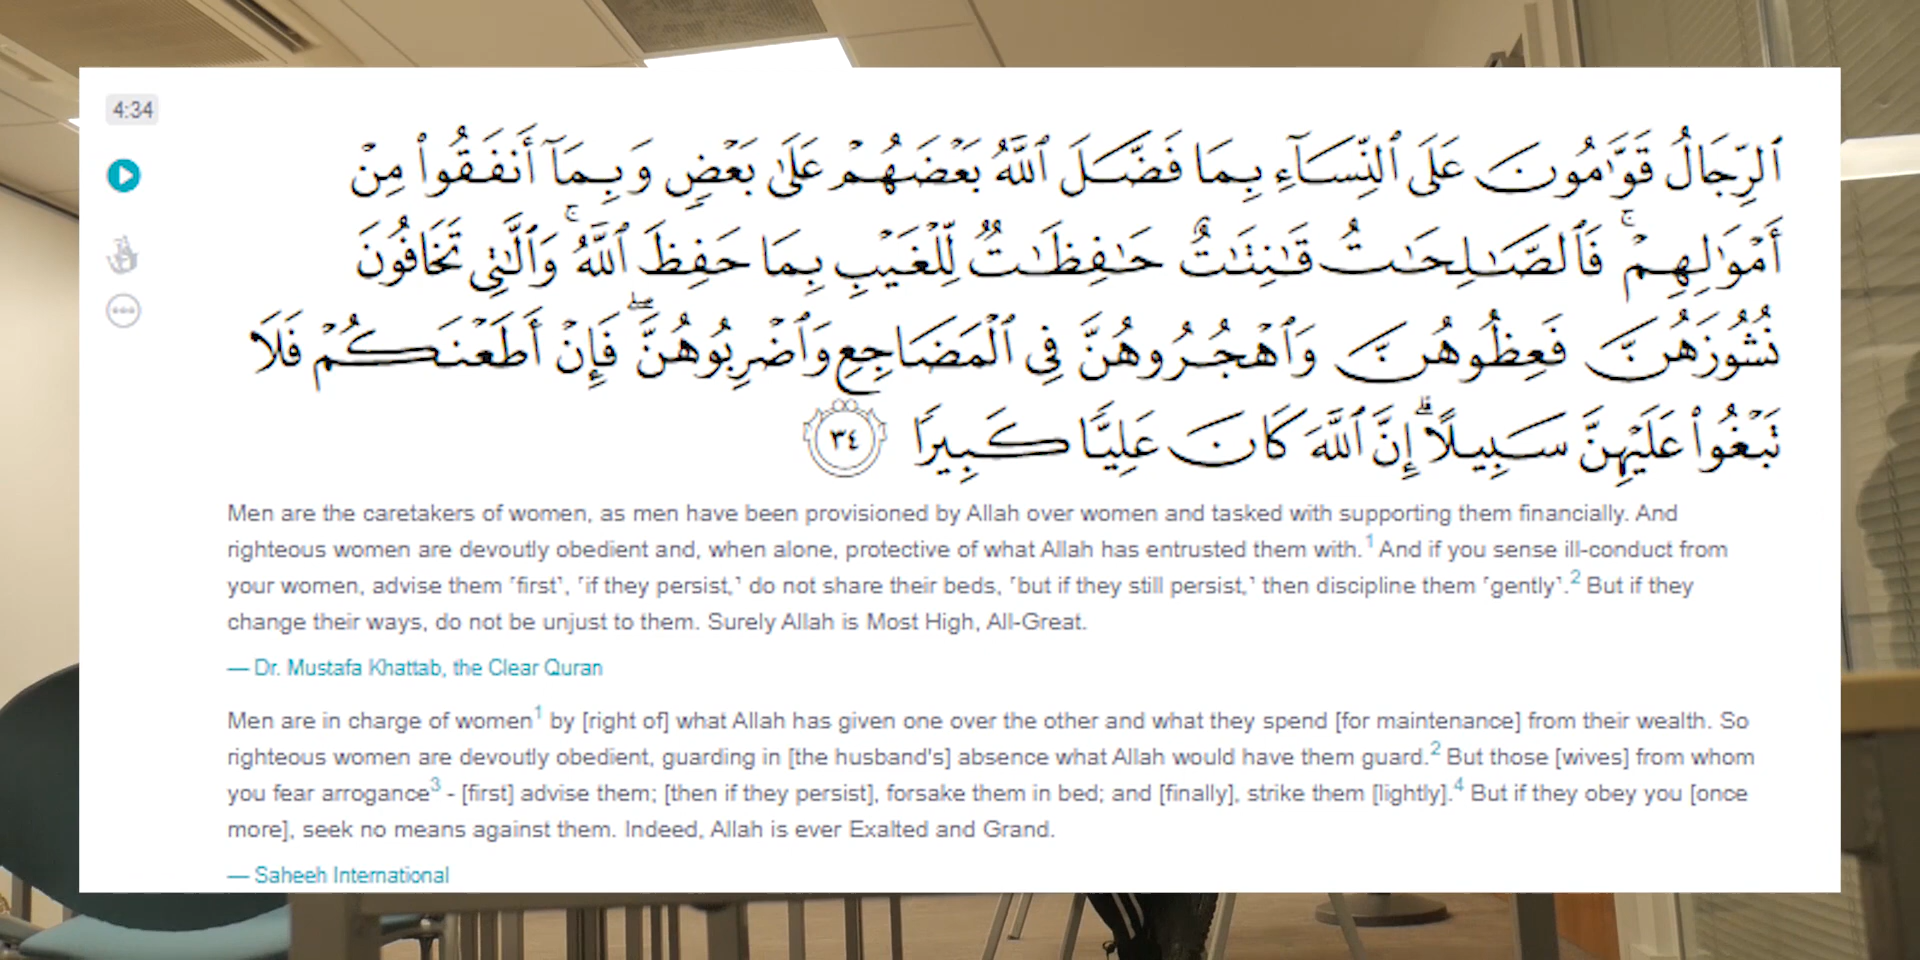 4:34
ٱلرِّجَالُ قَوَّٰمُونَ عَلَى ٱلنِّسَآءِ بِمَا فَضَّلَ ٱللَّهُ بَعْضَهُمْ عَلَىٰ بَعْضٍ وَبِمَآ أَنفَقُوا۟ مِنْ
أَمْوَٰلِهِمْ ۚ فَٱلصَّـٰلِحَـٰتُ قَـٰنِتَـٰتٌ حَـٰفِظَـٰتٌ لِّلْغَيْبِ بِمَا حَفِظَ ٱللَّهُ ۚ وَٱلَّـٰتِى تَخَافُونَ
نُشُوزَهُنَّ فَعِظُوهُنَّ وَٱهْجُرُوهُنَّ فِى ٱلْمَضَاجِعِ وَٱضْرِبُوهُنَّ ۖ فَإِنْ أَطَعْنَكُمْ فَلَا
تَبْغُوا۟ عَلَيْهِنَّ سَبِيلًا ۗ إِنَّ ٱللَّهَ كَانَ عَلِيًّا كَبِيرًا ٣٤
Men are the caretakers of women, as men have been provisioned by Allah over women and tasked with supporting them financially. And
righteous women are devoutly obedient and, when alone, protective of what Allah has entrusted them with.1 And if you sense ill-conduct from
your women, advise them ˹first˺, ˹if they persist,˺ do not share their beds, ˹but if they still persist,˺ then discipline them ˹gently˺.2 But if they
change their ways, do not be unjust to them. Surely Allah is Most High, All-Great.
— Dr. Mustafa Khattab, the Clear Quran
Men are in charge of women1 by [right of] what Allah has given one over the other and what they spend [for maintenance] from their wealth. So
righteous women are devoutly obedient, guarding in [the husband's] absence what Allah would have them guard.2 But those [wives] from whom
you fear arrogance3 - [first] advise them; [then if they persist], forsake them in bed; and [finally], strike them [lightly].4 But if they obey you [once
more], seek no means against them. Indeed, Allah is ever Exalted and Grand.
— Saheeh International